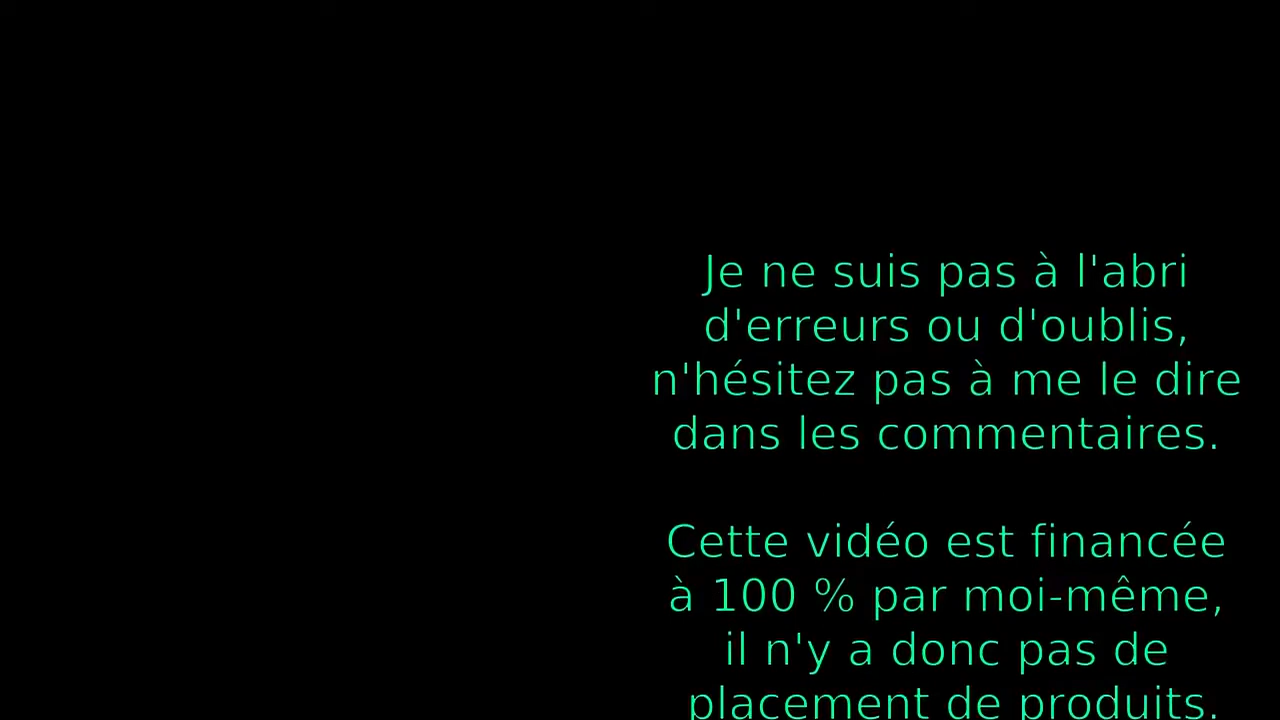 Je ne suis pas à l'abri
d'erreurs ou d'oublis,
n'hésitez pas à me le dire
dans les commentaires.
Cette vidéo est financée
à 100 % par moi-même,
il n'y a donc pas de
placement de produits.